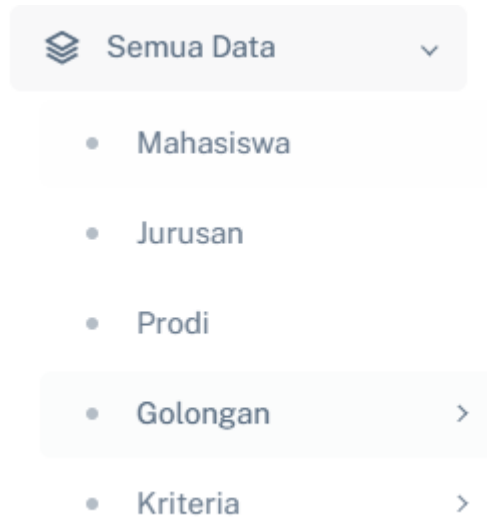 Semua Data
Mahasiswa
Jurusan
Prodi
Golongan
Kriteria